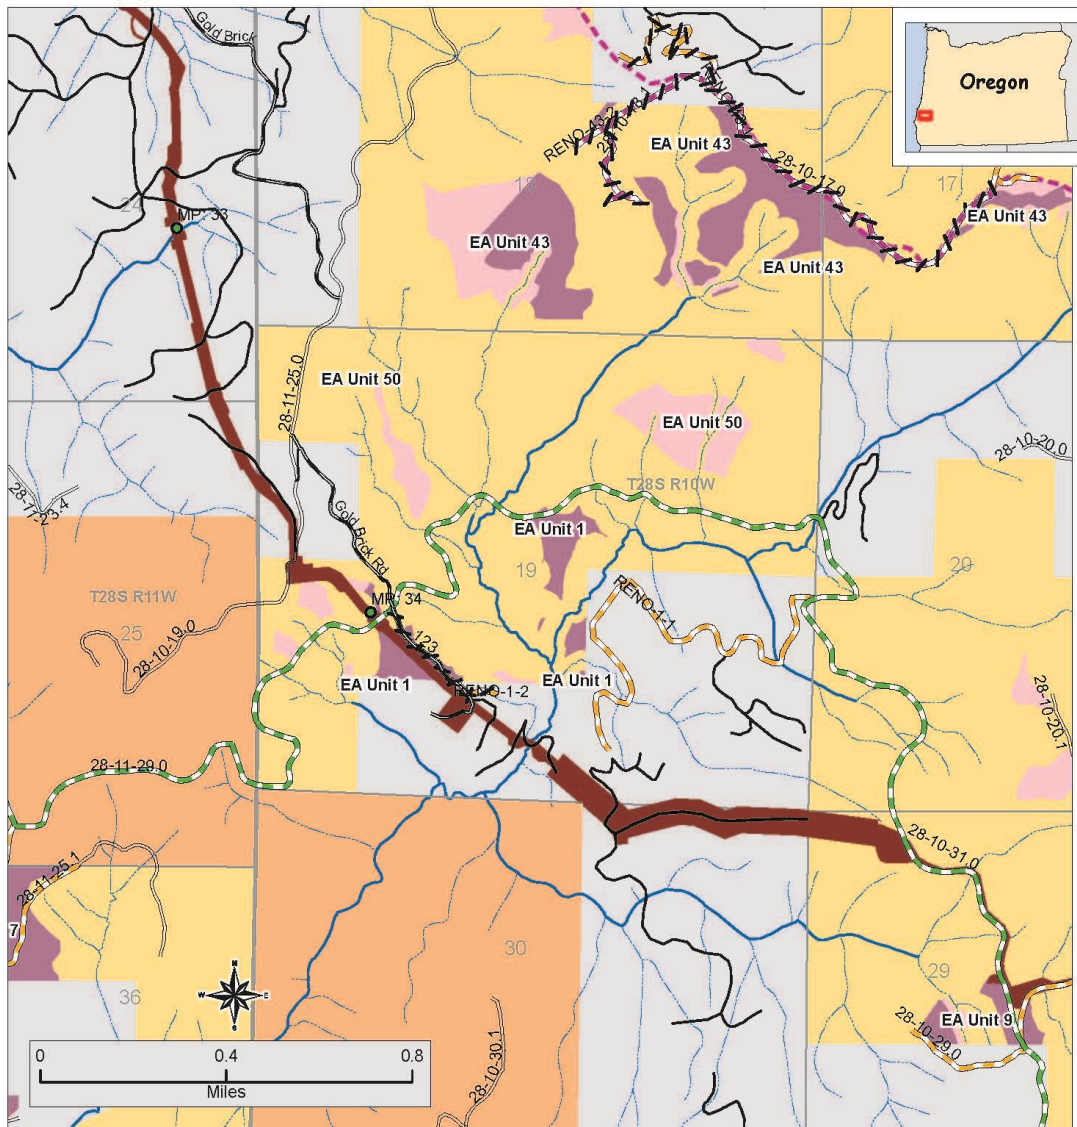 Gold Brick
Oregon
RENO-43-2
EA Unit 43
28-10-17.0
17
18
24
MP. 33
EA Unit 43
EA Unit 43
EA Unit 43
28-11-25.0
EA Unit 50
EA Unit 50
28-10-20.0
28-11-23.4
T28S R10W
Gold Brick Rd
EA Unit 1
19
20
T28S R11W
25
MP. 34
RENO-1-1
28-10-19.0
123
EA Unit 1
RENO-1-2
EA Unit 1
28-10-20.1
28-11-29.0
28-10-31.0
28-11-25.1
7
30
29
36
N
W
E
S
EA Unit 9
28-10-29.0
28-10-30.1
0
0.4
0.8
Miles